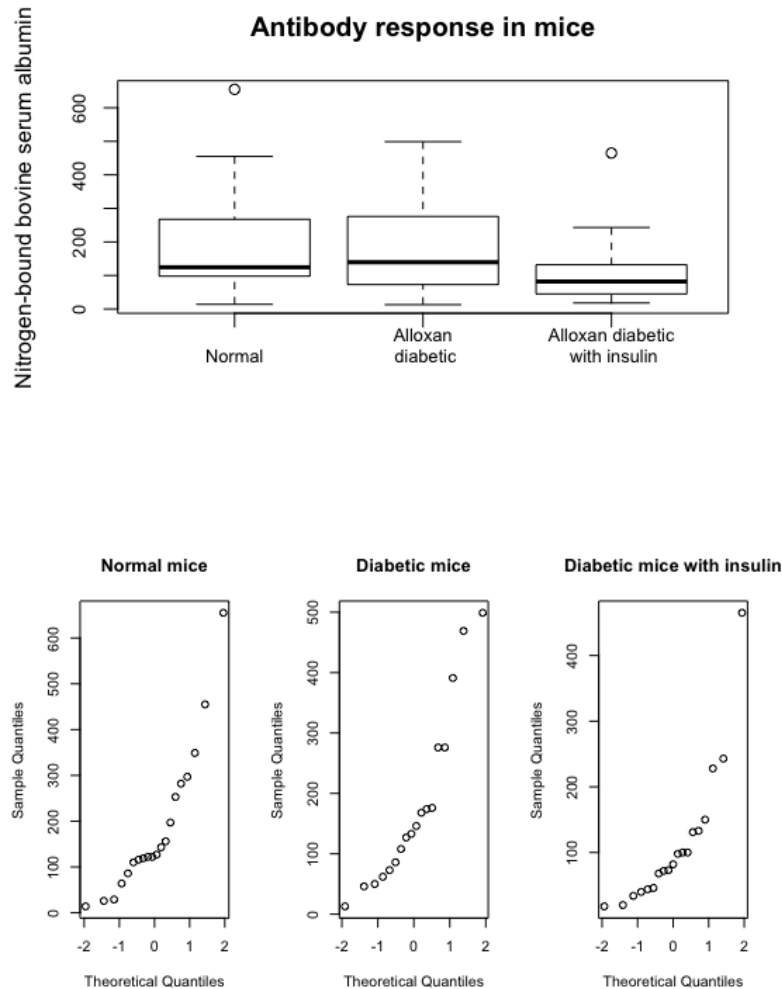 Antibody response in mice
Nitrogen-bound bovine serum albumin
600
400
200
0
Normal
Alloxan
diabetic
Alloxan diabetic
with insulin
Normal mice
Sample Quantiles
600
500
400
300
200
100
0
-2 -1 0 1 2
Theoretical Quantiles
Diabetic mice
Sample Quantiles
500
400
300
200
100
0
-2 -1 0 1 2
Theoretical Quantiles
Diabetic mice with insulin
Sample Quantiles
400
300
200
100
-2 -1 0 1 2
Theoretical Quantiles